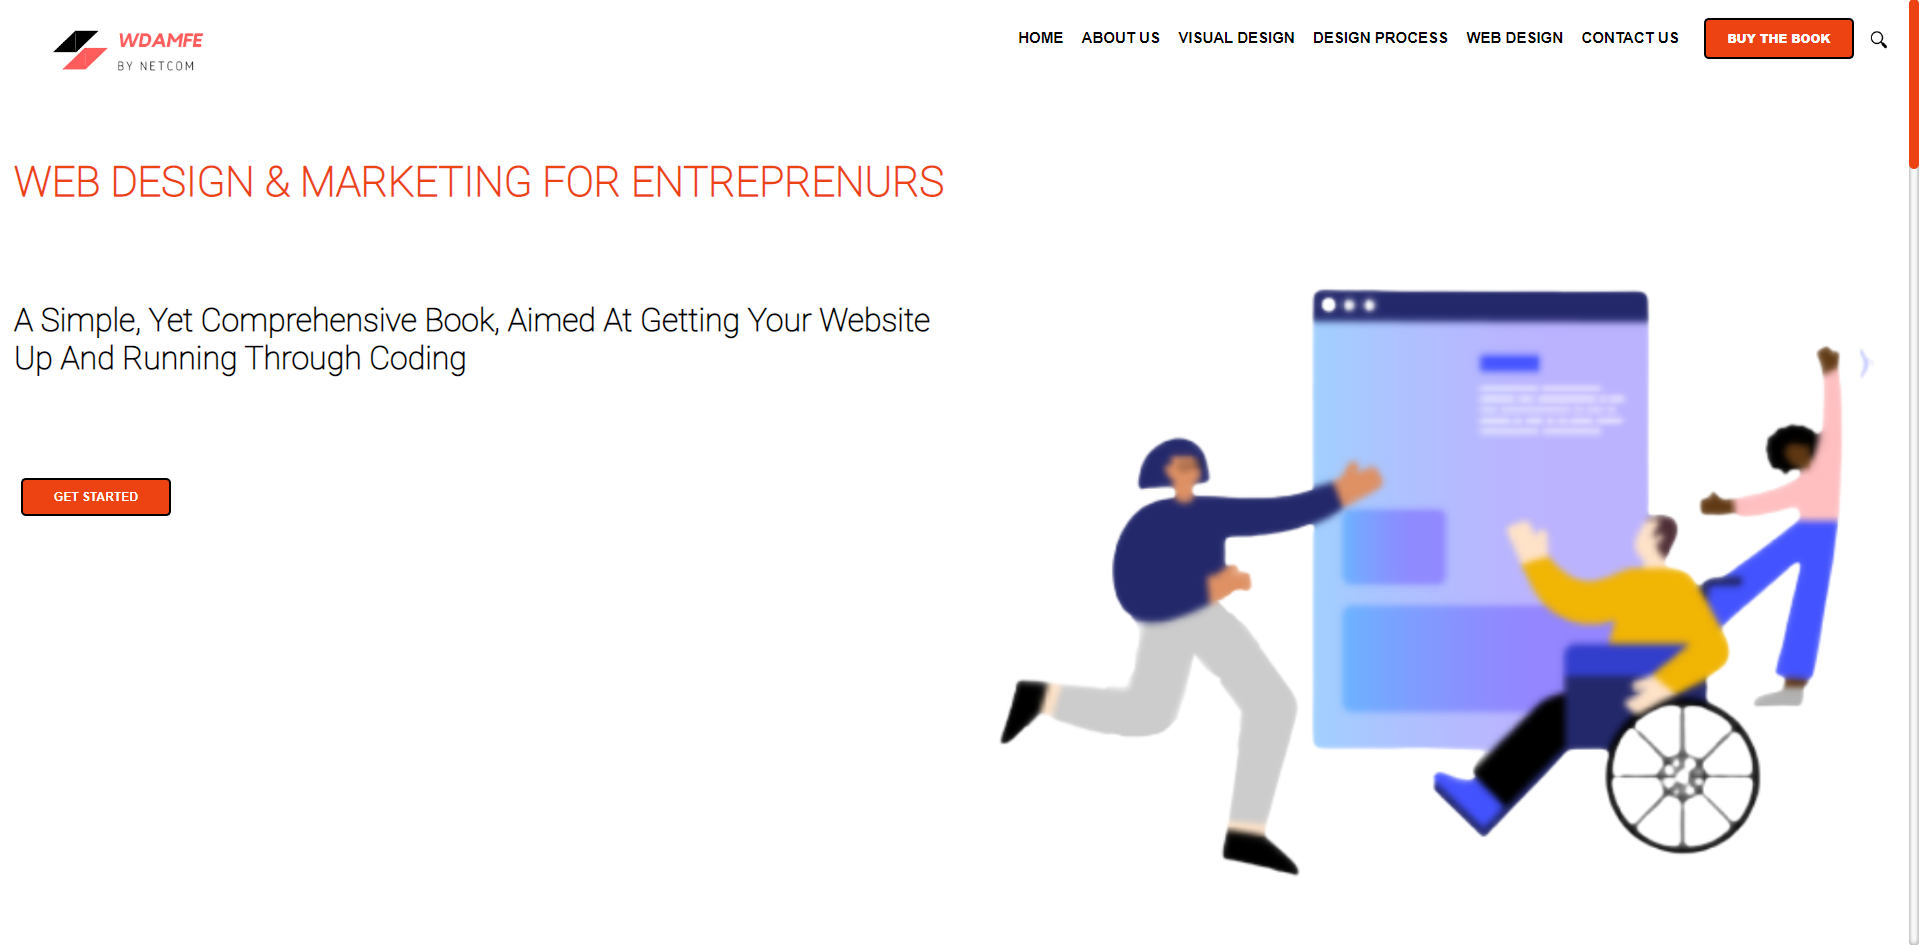 WDAMFE
BY NETCOM
HOME ABOUT US VISUAL DESIGN DESIGN PROCESS WEB DESIGN CONTACT US BUY THE BOOK
WEB DESIGN & MARKETING FOR ENTREPRENURS
A Simple, Yet Comprehensive Book, Aimed At Getting Your Website
Up And Running Through Coding
GET STARTED